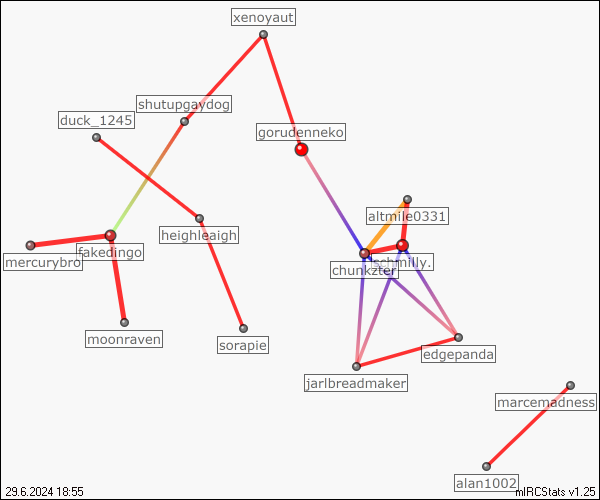 xenoyaut
shutupgaydog
duck_1245
gorudenneko
altmile0331
heighleaigh
fakedingo
mercurybro
schmilly.
chunkzter
moonraven
sorapie
edgepanda
jarlbreadmaker
marcemadness
alan1002
29.6.2024 18:55
mIRCStats v1.25